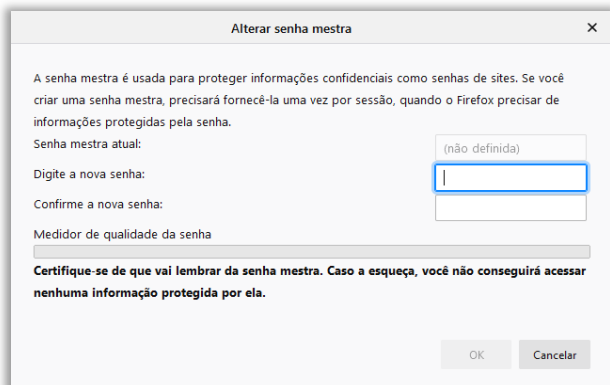 Alterar senha mestra
A senha mestra é usada para proteger informações confidenciais como senhas de sites. Se você
criar uma senha mestra, precisará fornecê-la uma vez por sessão, quando o Firefox precisar de
informações protegidas pela senha.
Senha mestra atual: (não definida)
Digite a nova senha:
Confirme a nova senha:
Medidor de qualidade da senha
Certifique-se de que vai lembrar da senha mestra. Caso a esqueça, você não conseguirá acessar
nenhuma informação protegida por ela.
OK Cancelar